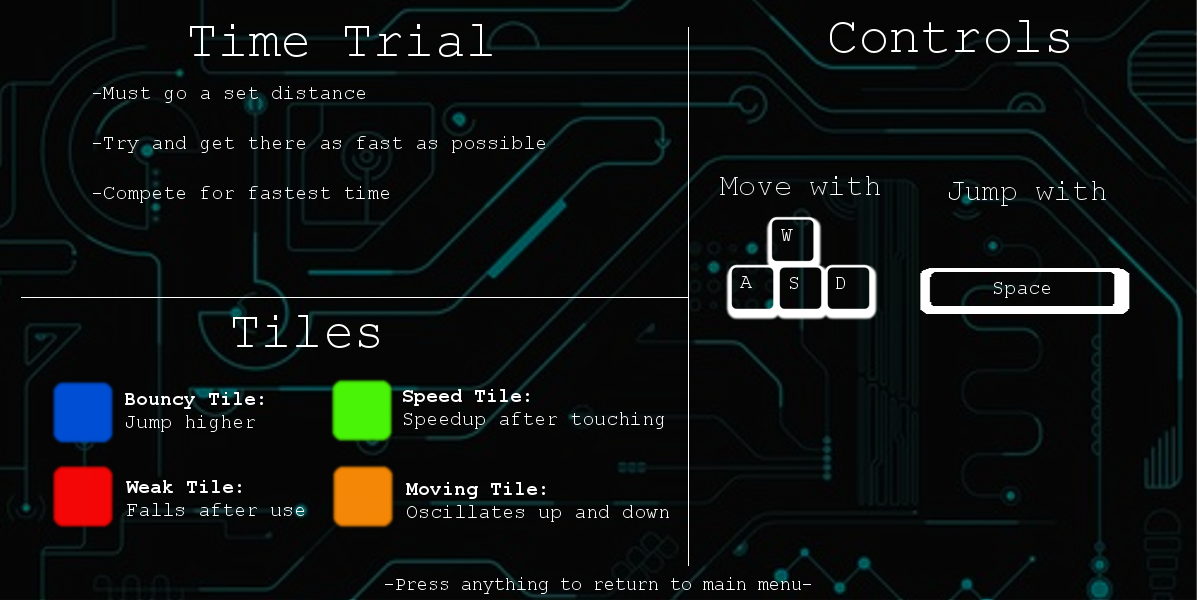 Time Trial
-Must go a set distance
-Try and get there as fast as possible
-Compete for fastest time
Tiles
Bouncy Tile:
Jump higher
Speed Tile:
Speedup after touching
Weak Tile:
Falls after use
Moving Tile:
Oscillates up and down
Controls
Move with
W
A S D
Jump with
Space
-Press anything to return to main menu-